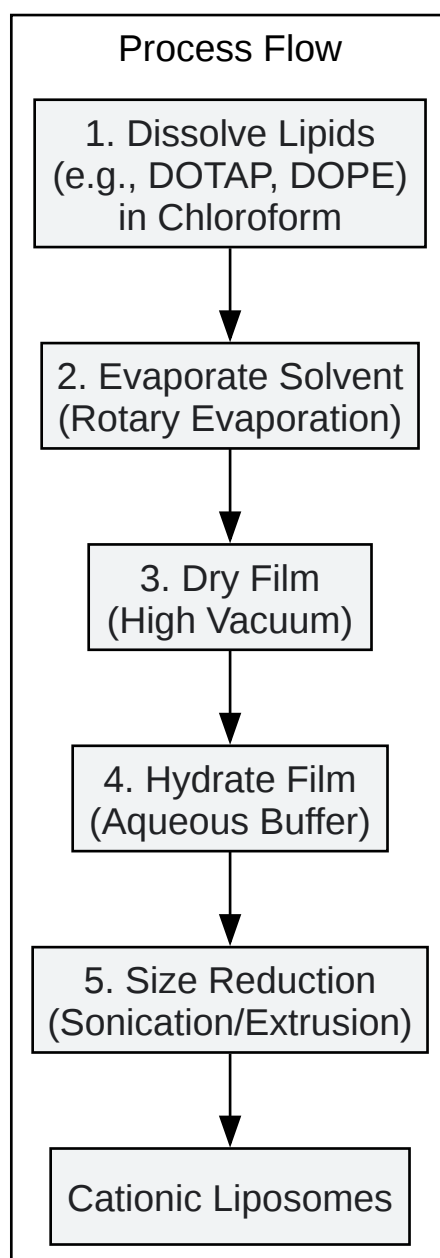 Process Flow
1. Dissolve Lipids
(e.g., DOTAP, DOPE)
in Chloroform
2. Evaporate Solvent
(Rotary Evaporation)
3. Dry Film
(High Vacuum)
4. Hydrate Film
(Aqueous Buffer)
5. Size Reduction
(Sonication/Extrusion)
Cationic Liposomes